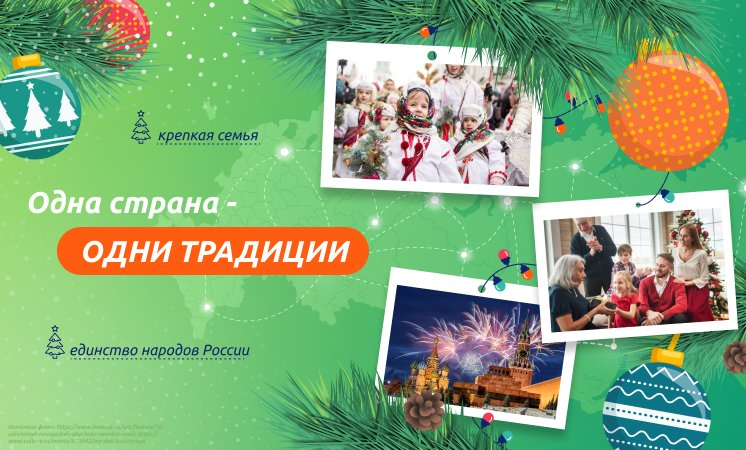 крепкая семья
Одна страна -
ОДНИ ТРАДИЦИИ
единство народов России